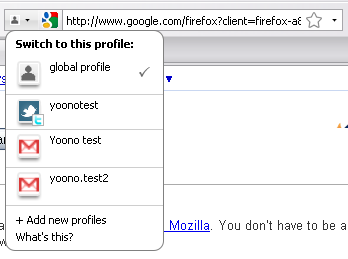 http://www.google.com/firefox?client=firefox-a&
Switch to this profile:
global profile
yoonotest
Yoono test
yoono.test2
+ Add new profiles
What's this?
Mozilla. You don't have to be a